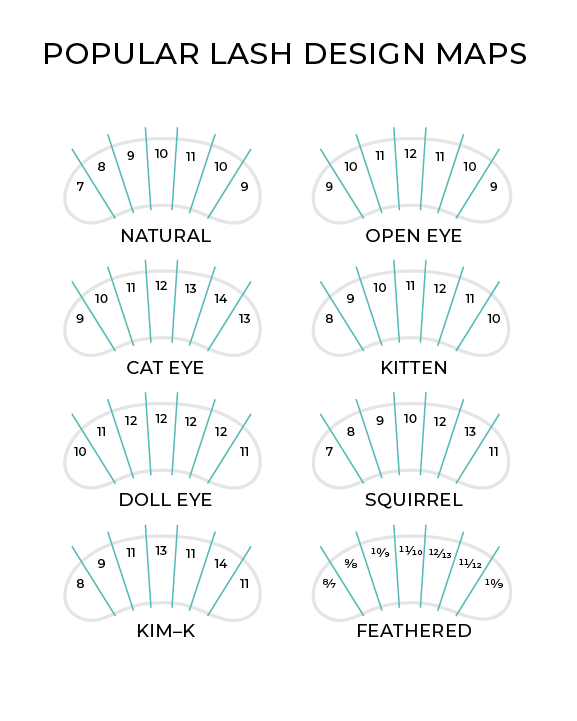 POPULAR LASH DESIGN MAPS
7 8 9 10 11 10 9
NATURAL
9 10 11 12 11 10 9
OPEN EYE
9 10 11 12 13 14 13
CAT EYE
8 9 10 11 12 11 10
KITTEN
10 11 12 12 12 12 11
DOLL EYE
7 8 9 10 12 13 11
SQUIRREL
8 9 11 13 11 14 11
KIM–K
8/7 9/8 10/9 11/10 12/13 11/12 10/9
FEATHERED